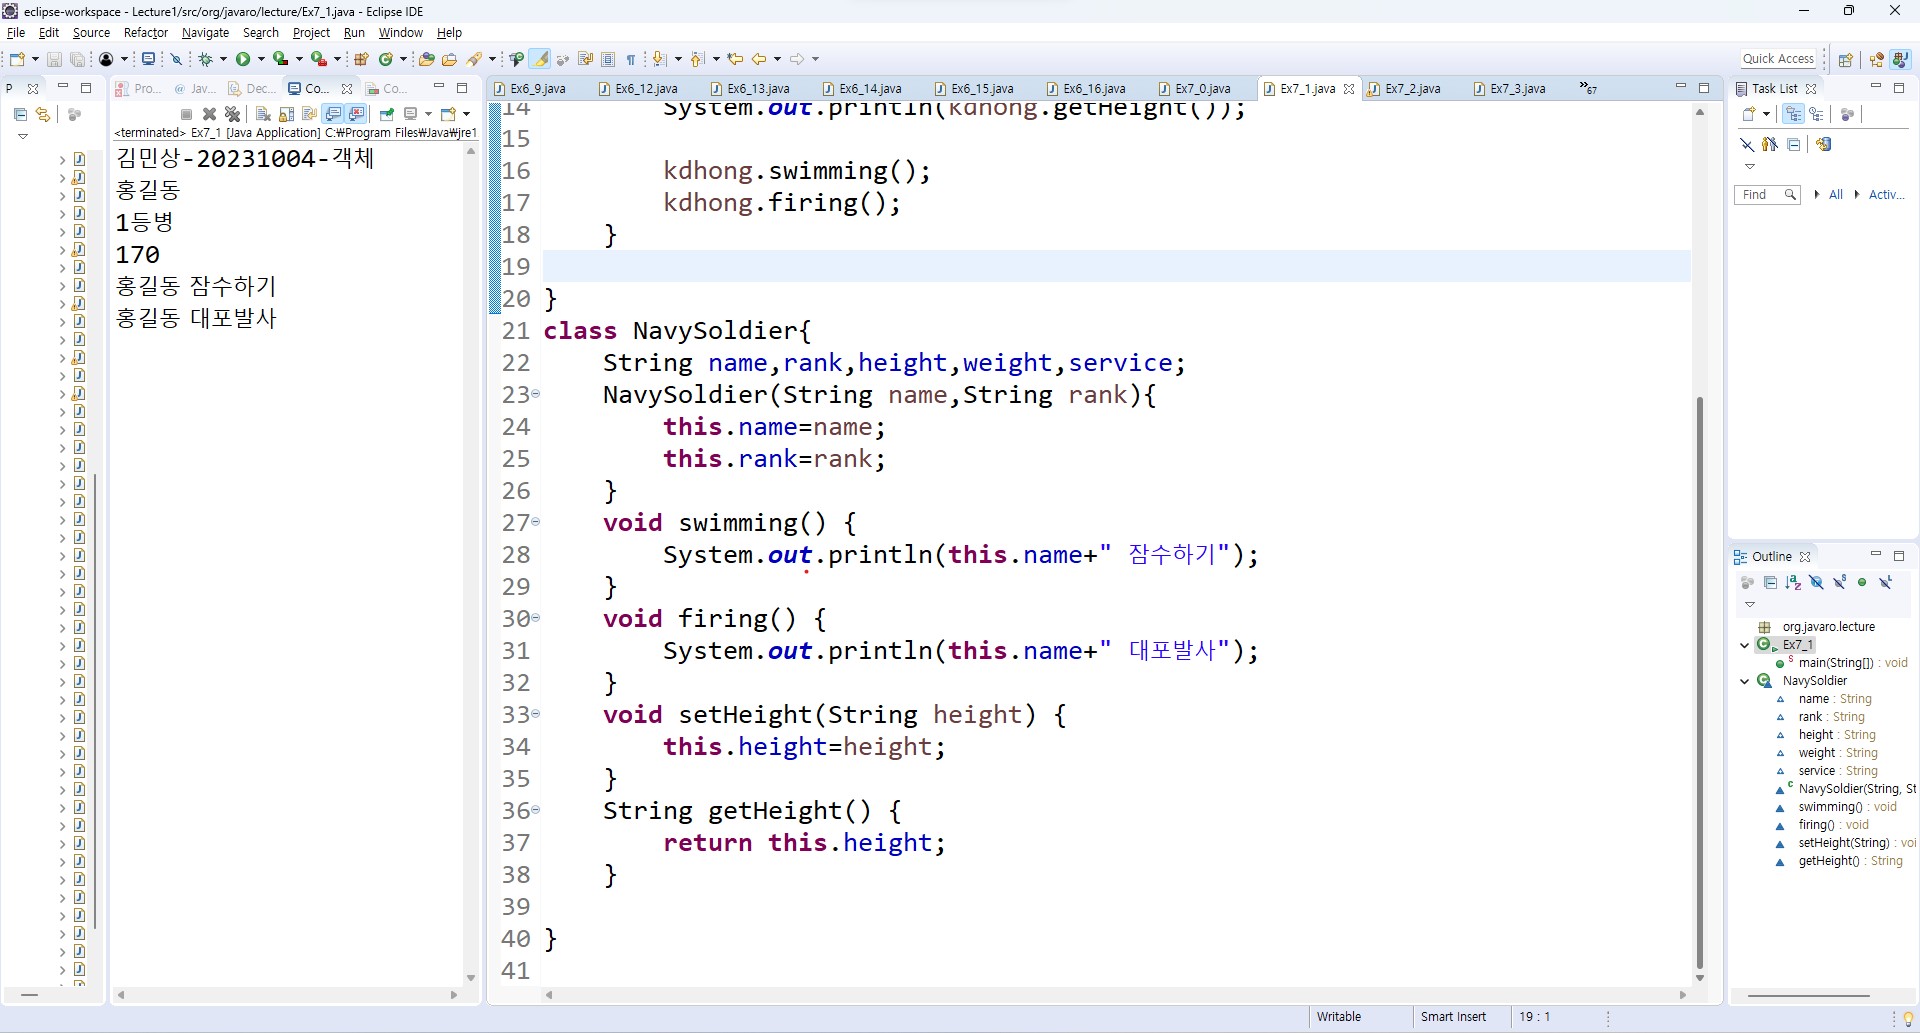 eclipse-workspace - Lecture1/src/org/javaro/lecture/Ex7_1.java - Eclipse IDE
File Edit Source Refactor Navigate Search Project Run Window Help
Quick Access
P
Pro... Jav... Dec... Co... Co...
<terminated> Ex7_1 [Java Application] C:₩Program Files₩Java₩jre1
김민상-20231004-객체
홍길동
1등병
170
홍길동 잠수하기
홍길동 대포발사
Ex6_9.java Ex6_12.java Ex6_13.java Ex6_14.java Ex6_15.java Ex6_16.java Ex7_0.java Ex7_1.java Ex7_2.java Ex7_3.java »67
14 System.out.println(kdhong.getHeight());
15
16 kdhong.swimming();
17 kdhong.firing();
18 }
19
20 }
21 class NavySoldier{
22 String name,rank,height,weight,service;
23 NavySoldier(String name,String rank){
24 this.name=name;
25 this.rank=rank;
26 }
27 void swimming() {
28 System.out.println(this.name+" 잠수하기");
29 }
30 void firing() {
31 System.out.println(this.name+" 대포발사");
32 }
33 void setHeight(String height) {
34 this.height=height;
35 }
36 String getHeight() {
37 return this.height;
38 }
39
40 }
41
Task List
Find All Activ...
Outline
org.javaro.lecture
Ex7_1
main(String[]) : void
NavySoldier
name : String
rank : String
height : String
weight : String
service : String
NavySoldier(String, St
swimming() : void
firing() : void
setHeight(String) : voi
getHeight() : String
Writable Smart Insert 19 : 1